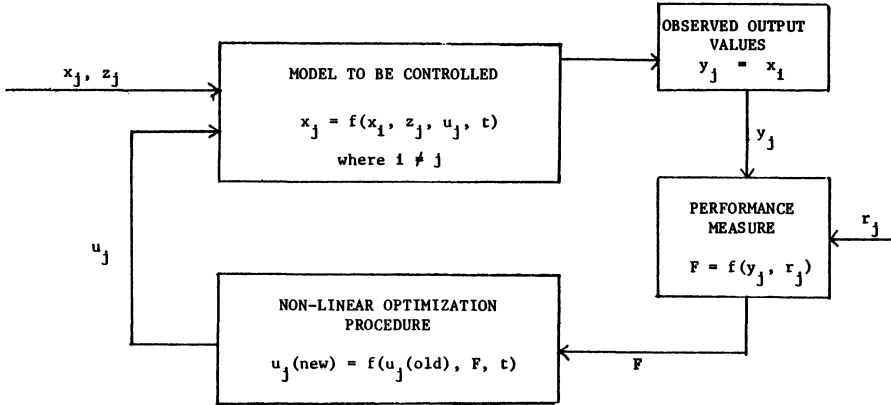 OBSERVED OUTPUT
VALUES
y_j = x_i
x_j, z_j
MODEL TO BE CONTROLLED
x_j = f(x_i, z_j, u_j, t)
where i ≠ j
y_j
PERFORMANCE
MEASURE
F = f(y_j, r_j)
r_j
u_j
NON-LINEAR OPTIMIZATION
PROCEDURE
u_j(new) = f(u_j(old), F, t)
F